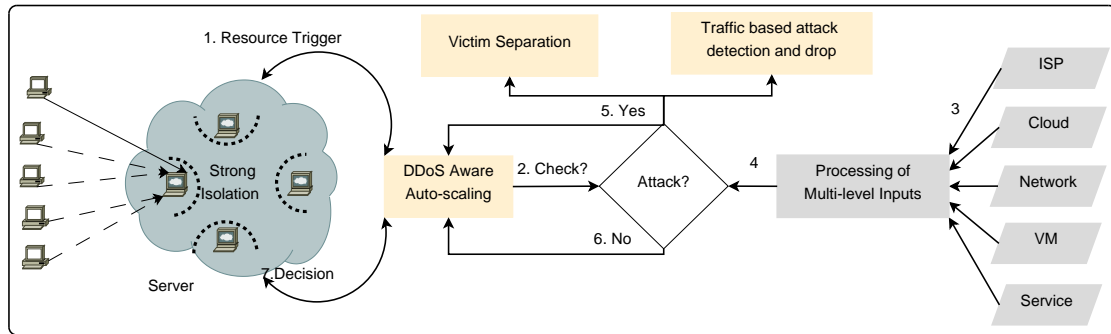 1. Resource Trigger
Victim Separation
Traffic based attack
detection and drop
ISP
3
5. Yes
Cloud
Strong
Isolation
DDoS Aware
Auto-scaling
2. Check?
Attack?
4
Processing of
Multi-level Inputs
Network
6. No
VM
7.Decision
Server
Service